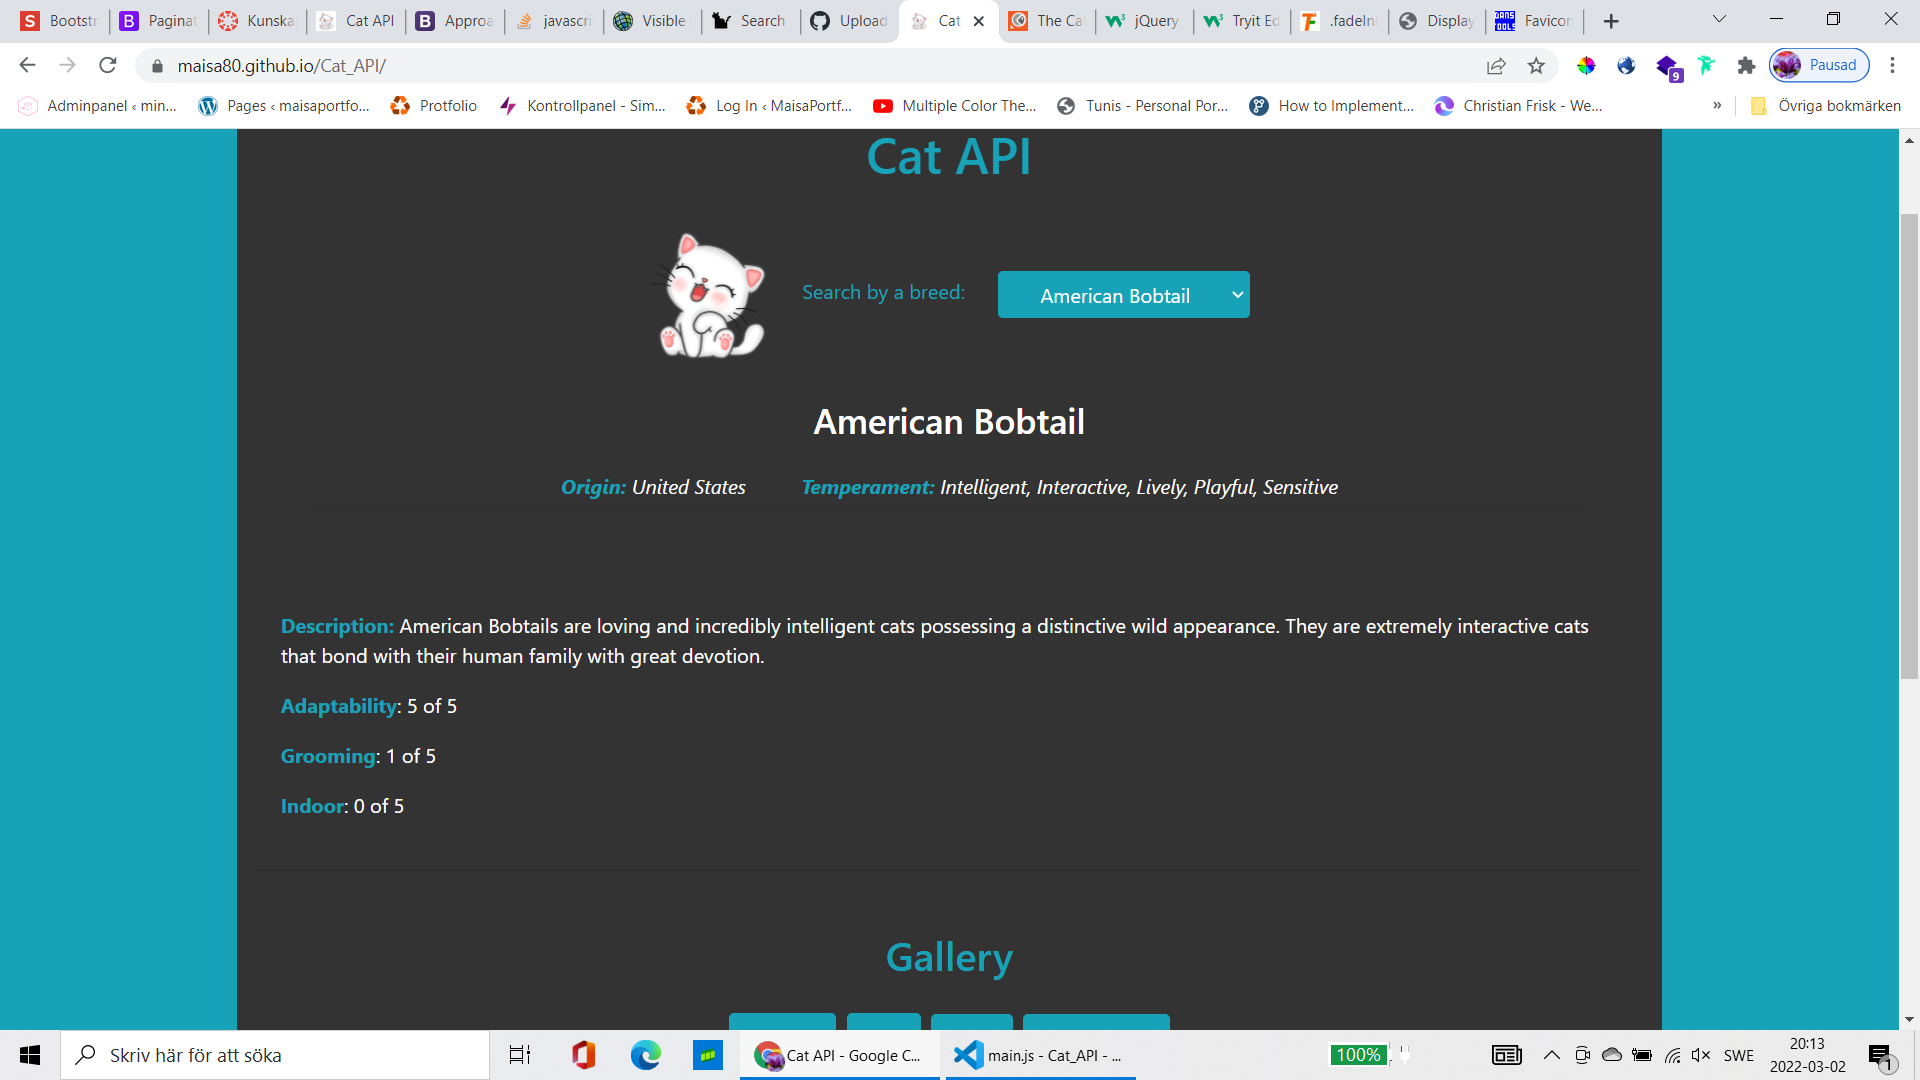 Bootstr
Paginat
Kunska
Cat API
Approa
javascri
Visible
Search
Upload
Cat
The Ca
jQuery
Tryit Ed
.fadeIn
Display
Favicon
maisa80.github.io/Cat_API/
9
Pausad
Adminpanel ‹ min...
Pages ‹ maisaportfo...
Protfolio
Kontrollpanel - Sim...
Log In ‹ MaisaPortf...
Multiple Color The...
Tunis - Personal Por...
How to Implement...
Christian Frisk - We...
»
Övriga bokmärken
Cat API
Search by a breed:
American Bobtail
American Bobtail
Origin: United States
Temperament: Intelligent, Interactive, Lively, Playful, Sensitive
Description: American Bobtails are loving and incredibly intelligent cats possessing a distinctive wild appearance. They are extremely interactive cats
that bond with their human family with great devotion.
Adaptability: 5 of 5
Grooming: 1 of 5
Indoor: 0 of 5
Gallery
Skriv här för att söka
Cat API - Google C...
main.js - Cat_API - ...
100%
SWE
20:13
2022-03-02
1